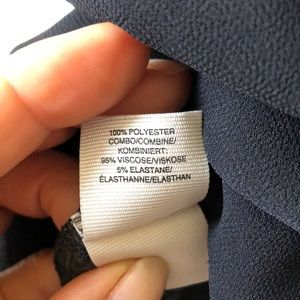 100% POLYESTER
COMBO/COMBINE/
KOMBINIERT:
95% VISCOSE/VISKOSE
5% ELASTANE/
ÉLASTHANNE/ELASTHAN